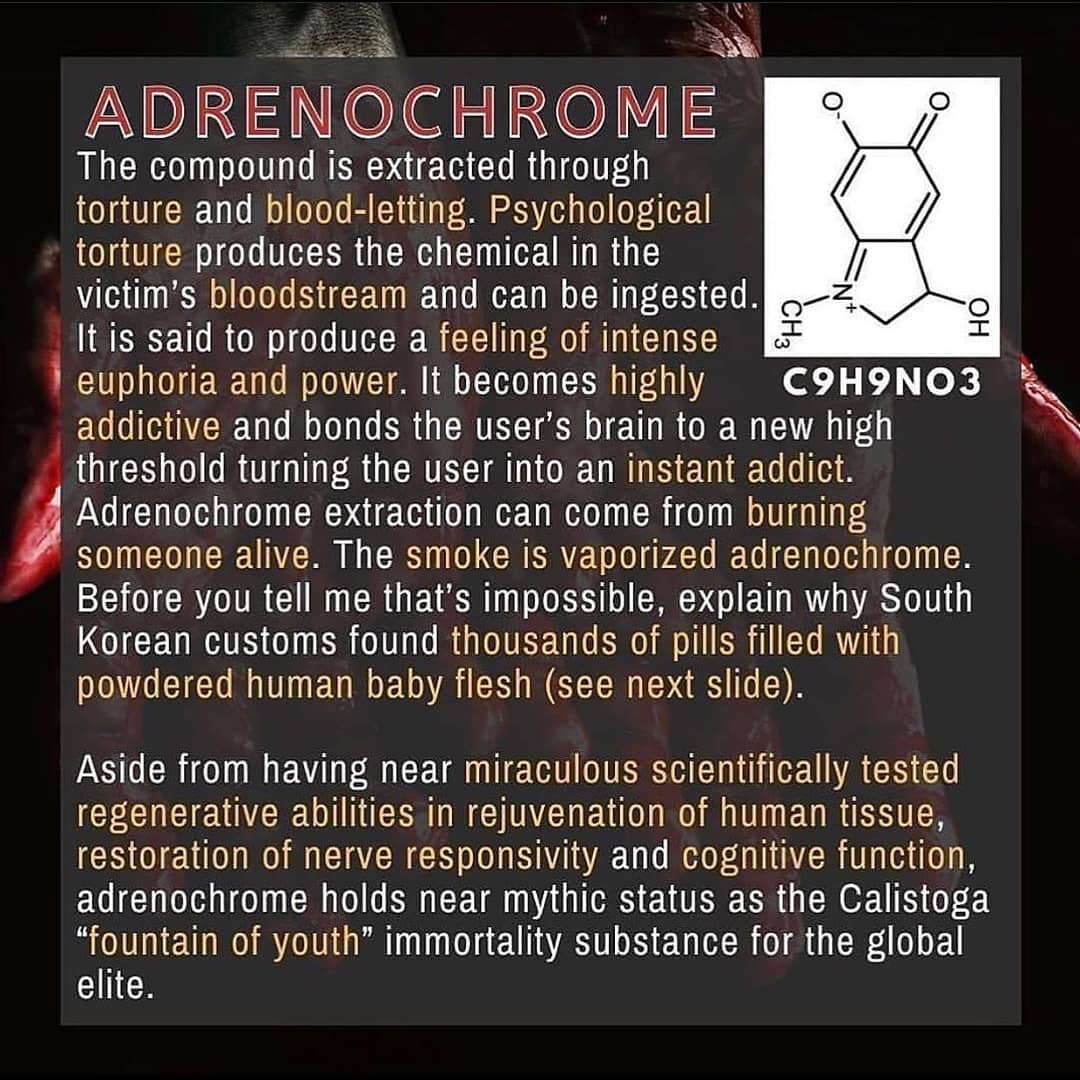 ADRENOCHROME
The compound is extracted through
torture and blood-letting. Psychological
torture produces the chemical in the
victim's bloodstream and can be ingested.
It is said to produce a feeling of intense
euphoria and power. It becomes highly
addictive and bonds the user's brain to a new high
threshold turning the user into an instant addict.
Adrenochrome extraction can come from burning
someone alive. The smoke is vaporized adrenochrome.
Before you tell me that's impossible, explain why South
Korean customs found thousands of pills filled with
powdered human baby flesh (see next slide).
Aside from having near miraculous scientifically tested
regenerative abilities in rejuvenation of human tissue,
restoration of nerve responsivity and cognitive function,
adrenochrome holds near mythic status as the Calistoga
“fountain of youth” immortality substance for the global
elite.
O-
O
N+
CH3
OH
C9H9NO3